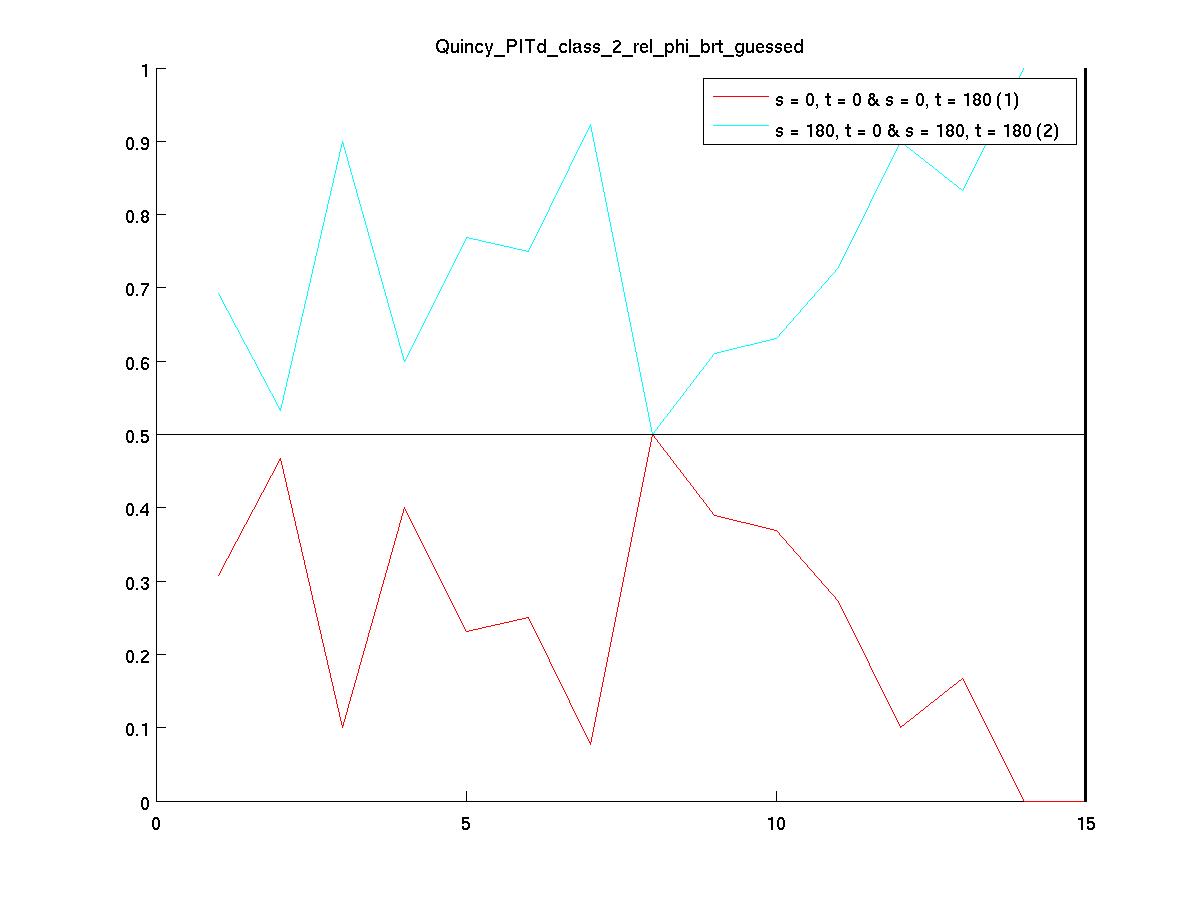 Quincy_PITd_class_2_rel_phi_brt_guessed
s = 0, t = 0 & s = 0, t = 180 (1)
s = 180, t = 0 & s = 180, t = 180 (2)
1
0.9
0.8
0.7
0.6
0.5
0.4
0.3
0.2
0.1
0
0 5 10 15